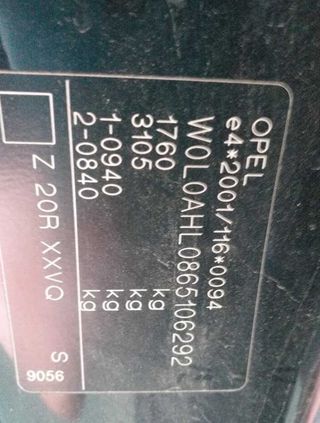 OPEL
e4*2001/116*0094
W0L0AHL0865106292
1760 kg
3105 kg
1-0940 kg
2-0840 kg
Z 20R XXVQ S
9056